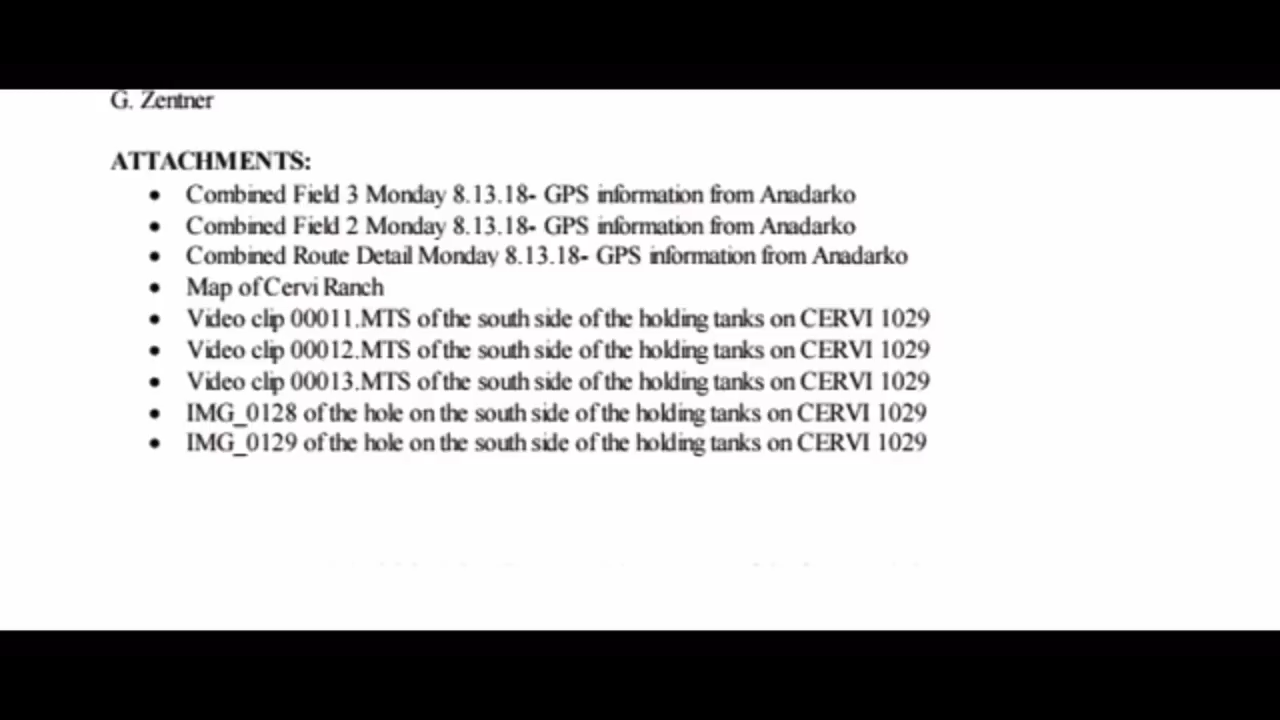 G. Zentner
ATTACHMENTS:
• Combined Field 3 Monday 8.13.18- GPS information from Anadarko
• Combined Field 2 Monday 8.13.18- GPS information from Anadarko
• Combined Route Detail Monday 8.13.18- GPS information from Anadarko
• Map of Cervi Ranch
• Video clip 00011.MTS of the south side of the holding tanks on CERVI 1029
• Video clip 00012.MTS of the south side of the holding tanks on CERVI 1029
• Video clip 00013.MTS of the south side of the holding tanks on CERVI 1029
• IMG_0128 of the hole on the south side of the holding tanks on CERVI 1029
• IMG_0129 of the hole on the south side of the holding tanks on CERVI 1029